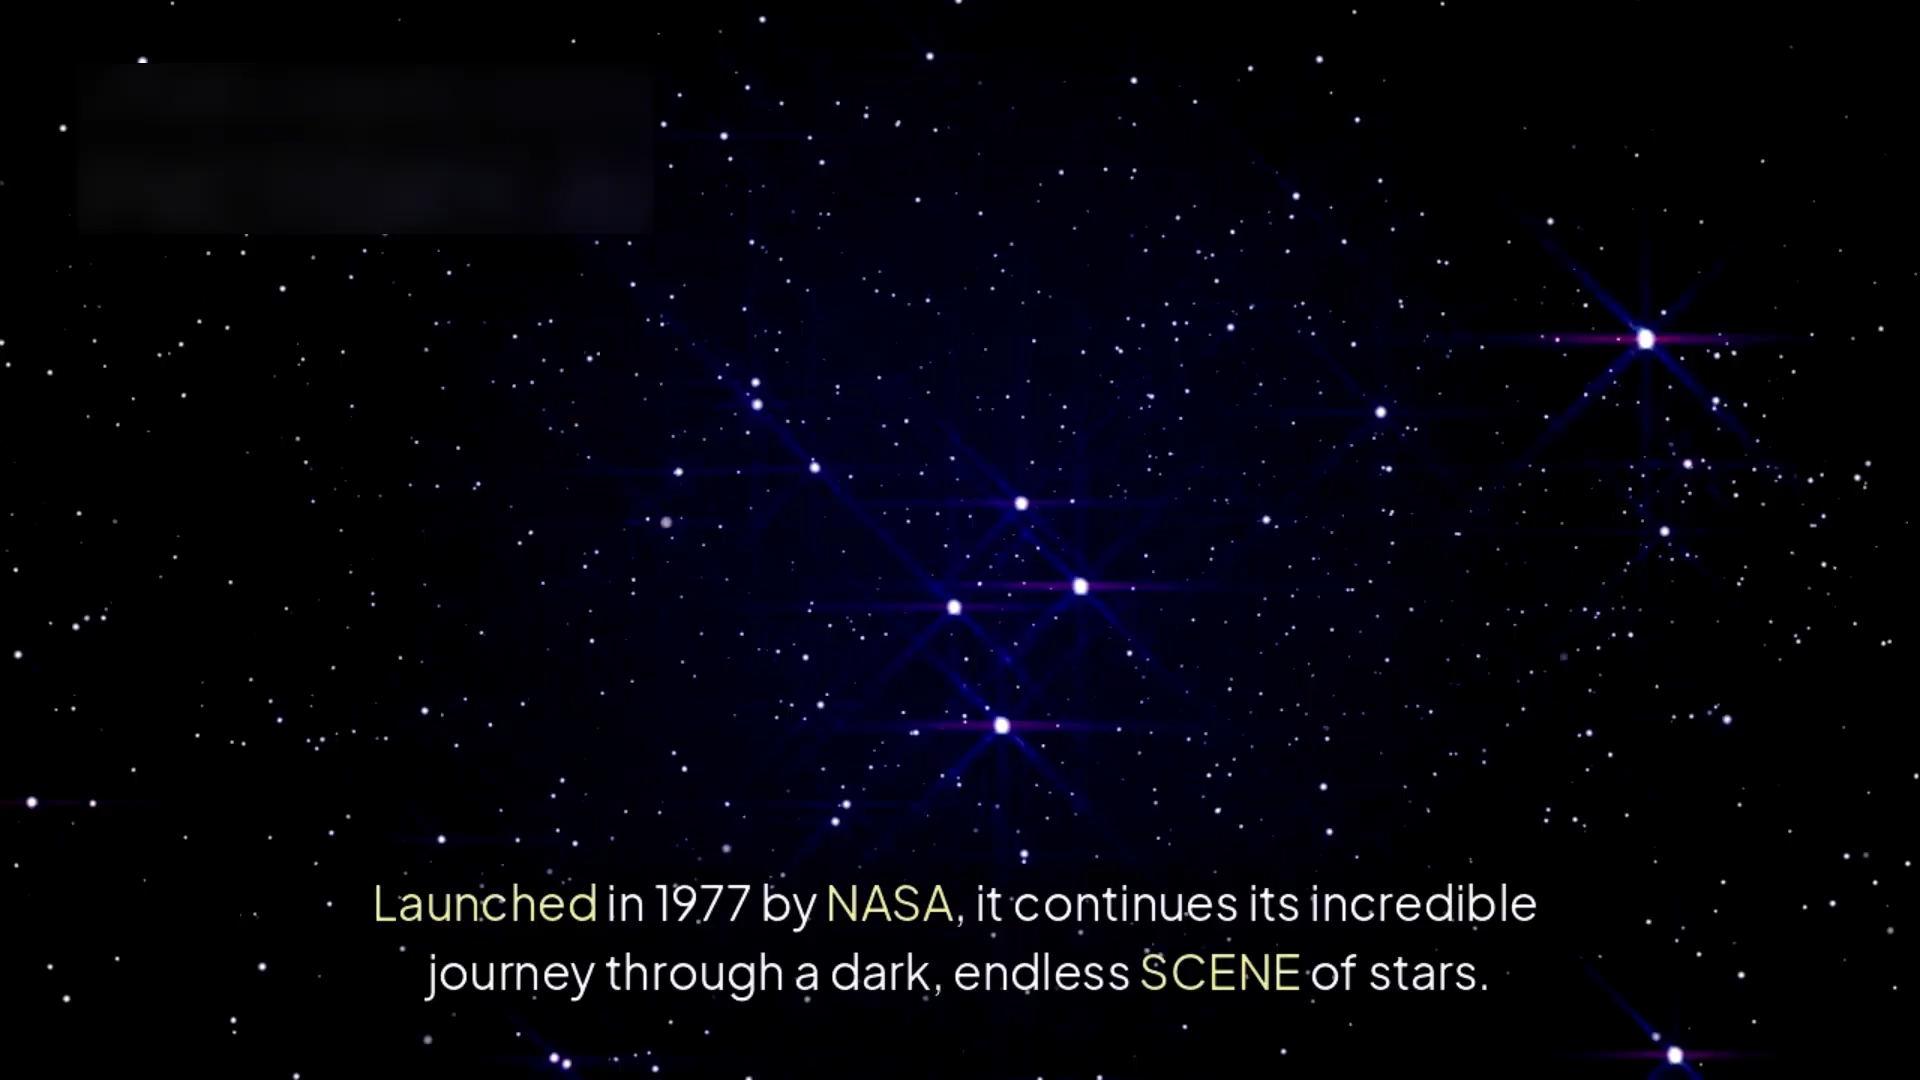 Launched in 1977 by NASA, it continues its incredible
journey through a dark, endless SCENE of stars.